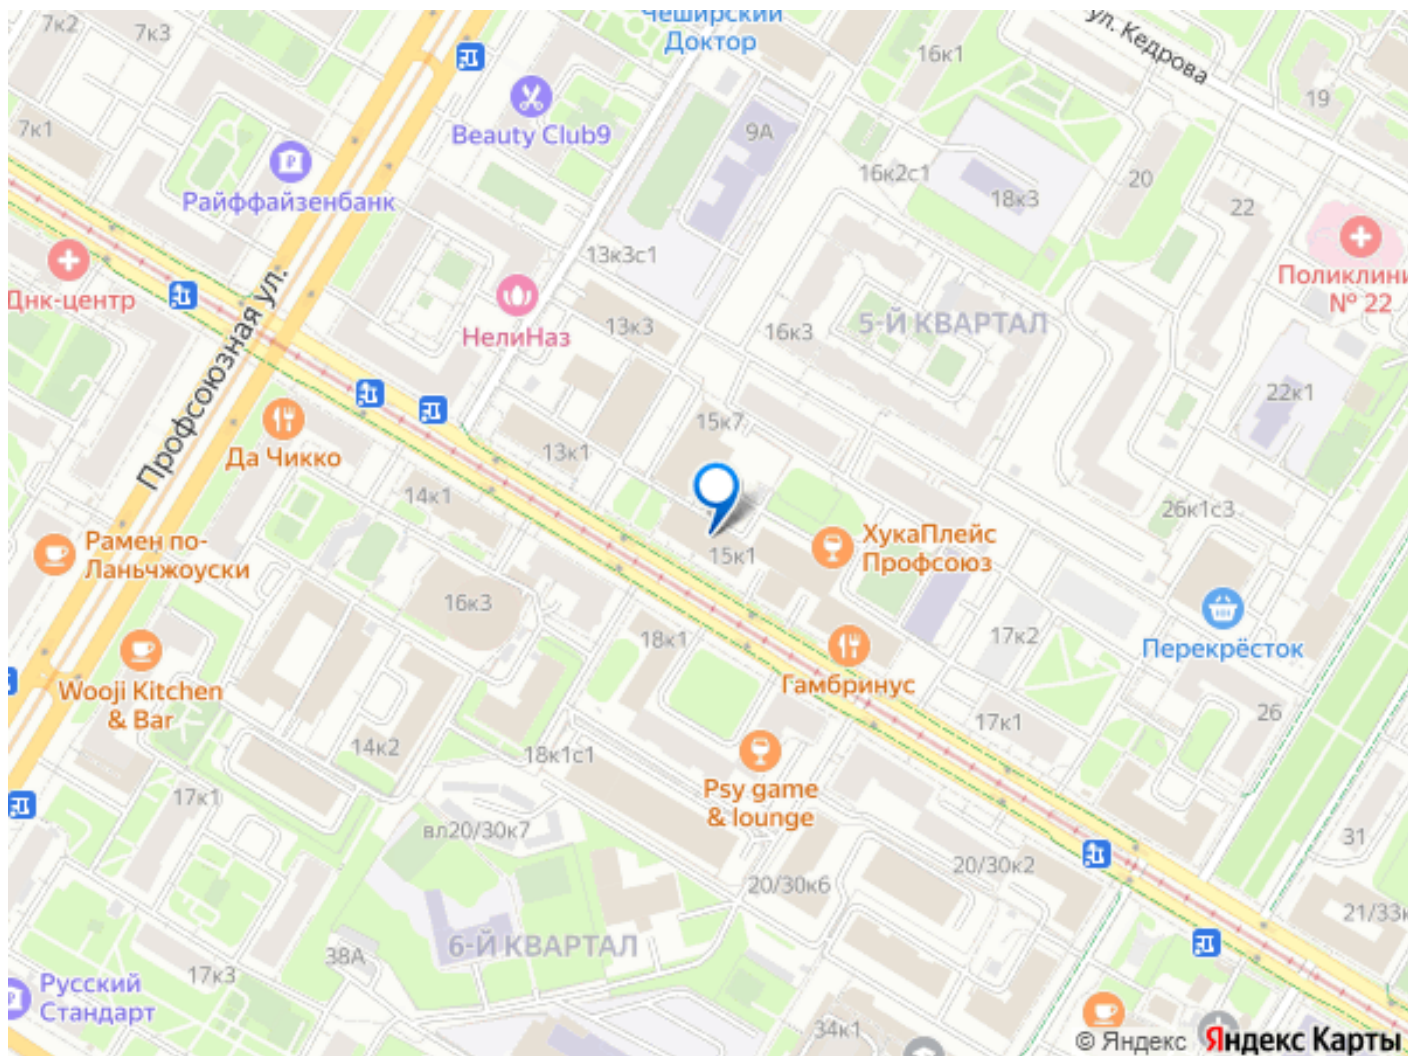 7к2
7к3
Чеширский
Доктор
16к1
ул. Кедрова
19
7к1
Beauty Club9
9А
16к2с1
18к3
20
22
Райффайзенбанк
Днк-центр
Профсоюзная ул.
13к3с1
НелиНаз
13к3
16к3
5-Й КВАРТАЛ
№ 22
22к1
Да Чикко
14к1
13к1
15к7
26к1с3
Рамен по-
Ланьчжоуски
15к1
ХукаПлейс
Профсоюз
16к3
18к1
17к2
Перекрёсток
Wooji Kitchen
& Bar
Гамбринус
17к1
26
14к2
18к1с1
Psy game
& lounge
17к1
вл20/30к7
31
20/30к6
20/30к2
6-Й КВАРТАЛ
38А
17к3
Русский
Стандарт
34к1
© Яндекс Яндекс Карты